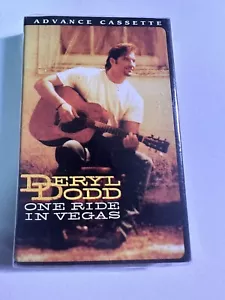 ADVANCE CASSETTE
DERYL
DODD
ONE RIDE
IN VEGAS